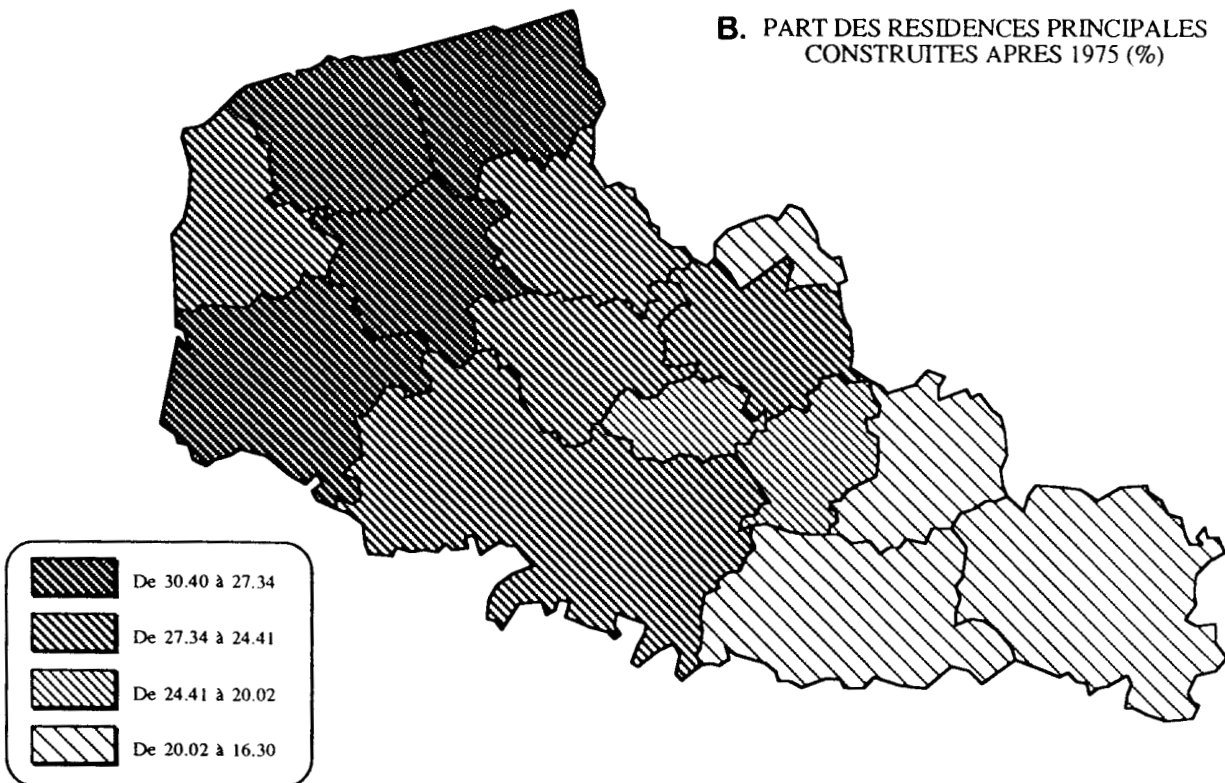 B. PART DES RESIDENCES PRINCIPALES
CONSTRUITES APRES 1975 (%)
De 30.40 à 27.34
De 27.34 à 24.41
De 24.41 à 20.02
De 20.02 à 16.30